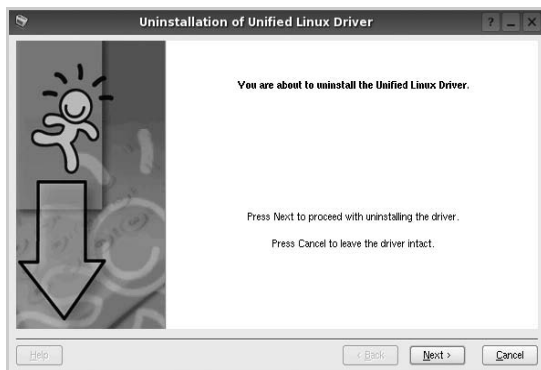 Uninstallation of Unified Linux Driver
? _ X
You are about to uninstall the Unified Linux Driver.
Press Next to proceed with uninstalling the driver.
Press Cancel to leave the driver intact.
Help
< Back
Next >
Cancel